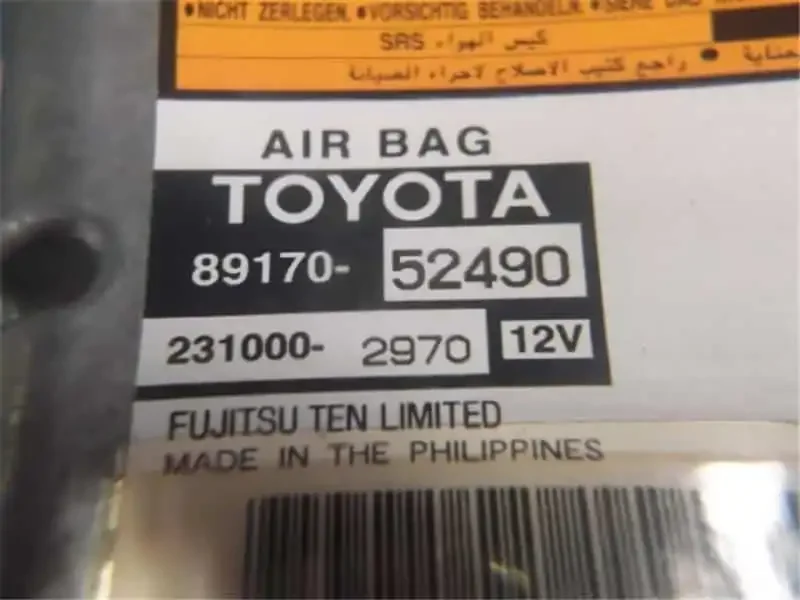 •NICHT ZERLEGEN. •VORSICHTIG BEHANDELN. •SIEHE DAS
كيس الهواء SRS
• راجع كتيب الاصلاح لاجراء الصيانة
AIR BAG
TOYOTA
89170- 52490
231000- 2970 12V
FUJITSU TEN LIMITED
MADE IN THE PHILIPPINES